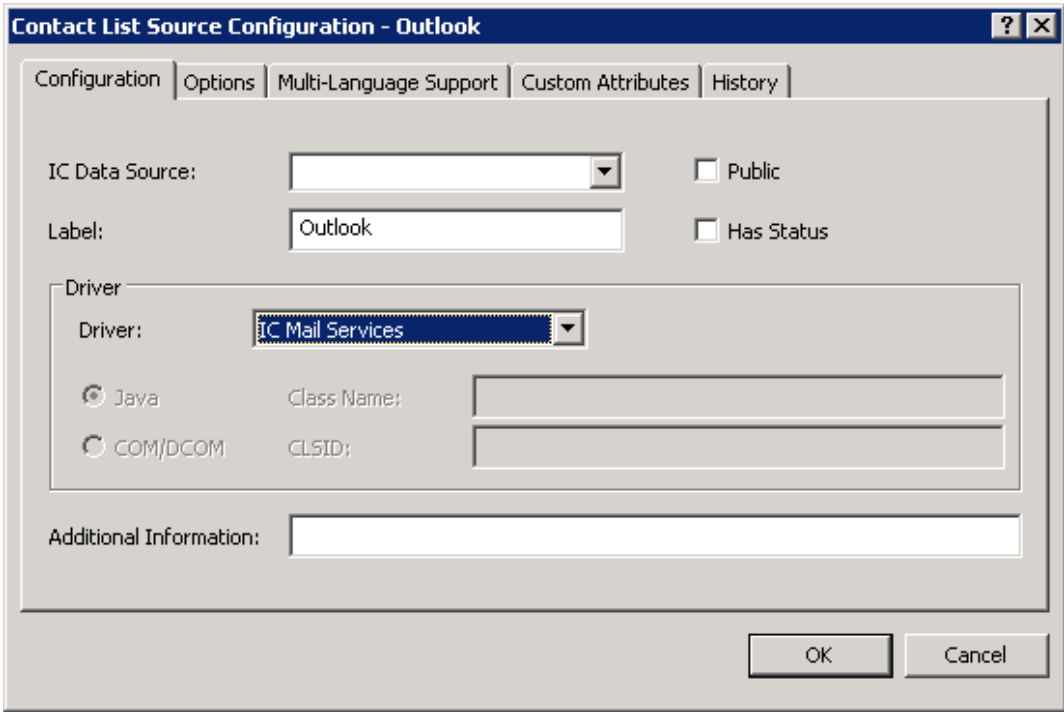 Contact List Source Configuration - Outlook
Configuration Options Multi-Language Support Custom Attributes History
IC Data Source: Public
Label: Outlook Has Status
Driver
Driver: IC Mail Services
Java Class Name:
COM/DCOM CLSID:
Additional Information:
OK Cancel